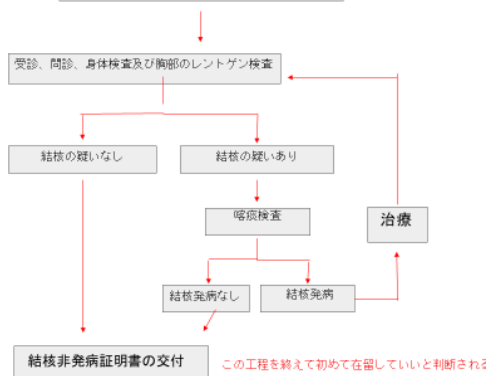 受診、問診、身体検査及び胸部のレントゲン検査
結核の疑いなし
結核の疑いあり
喀痰検査
治療
結核発病なし
結核発病
結核非発病証明書の交付
この工程を終えて初めて在留していいと判断される